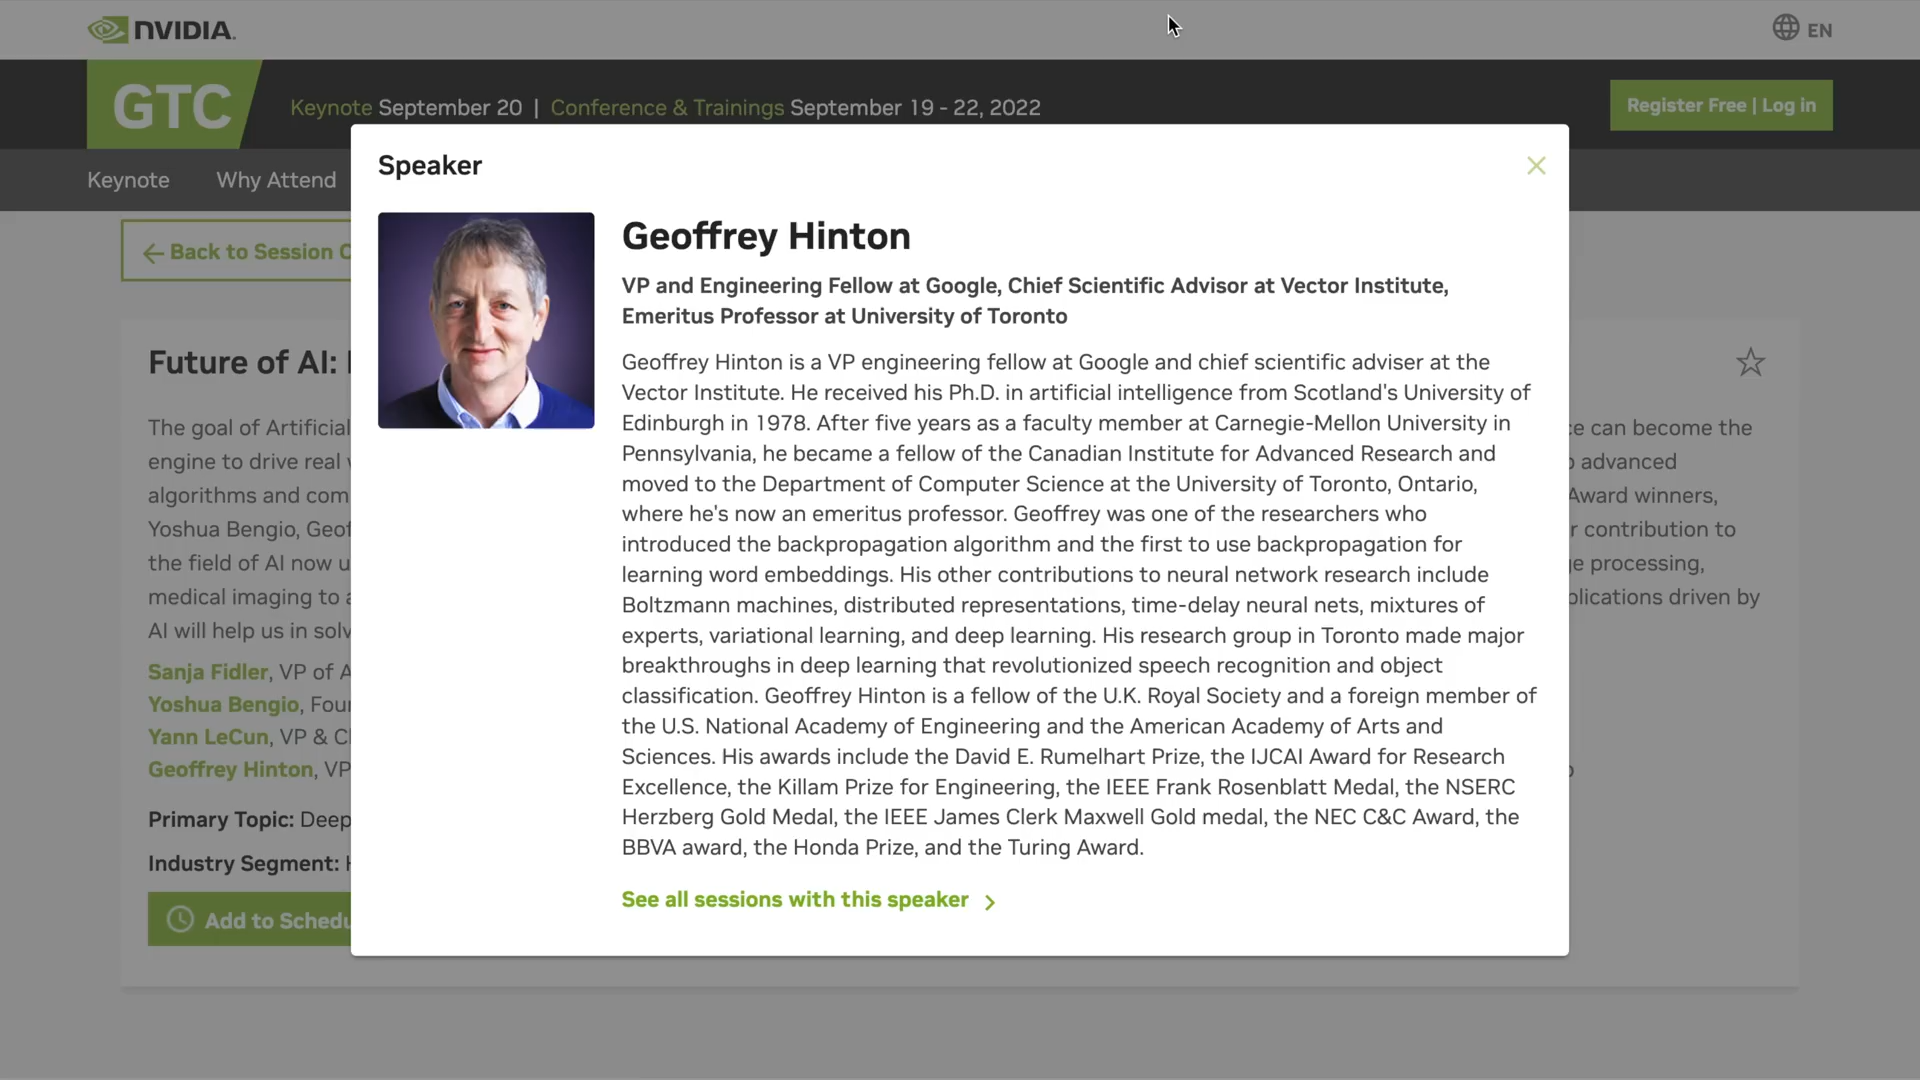 NVIDIA.
EN
GTC
Keynote September 20 | Conference & Trainings September 19 - 22, 2022
Register Free | Log in
Keynote
Why Attend
Back to Session
Speaker
Geoffrey Hinton
VP and Engineering Fellow at Google, Chief Scientific Advisor at Vector Institute,
Emeritus Professor at University of Toronto
Geoffrey Hinton is a VP engineering fellow at Google and chief scientific adviser at the
Vector Institute. He received his Ph.D. in artificial intelligence from Scotland's University of
Edinburgh in 1978. After five years as a faculty member at Carnegie-Mellon University in
Pennsylvania, he became a fellow of the Canadian Institute for Advanced Research and
moved to the Department of Computer Science at the University of Toronto, Ontario,
where he's now an emeritus professor. Geoffrey was one of the researchers who
introduced the backpropagation algorithm and the first to use backpropagation for
learning word embeddings. His other contributions to neural network research include
Boltzmann machines, distributed representations, time-delay neural nets, mixtures of
experts, variational learning, and deep learning. His research group in Toronto made major
breakthroughs in deep learning that revolutionized speech recognition and object
classification. Geoffrey Hinton is a fellow of the U.K. Royal Society and a foreign member of
the U.S. National Academy of Engineering and the American Academy of Arts and
Sciences. His awards include the David E. Rumelhart Prize, the IJCAI Award for Research
Excellence, the Killam Prize for Engineering, the IEEE Frank Rosenblatt Medal, the NSERC
Herzberg Gold Medal, the IEEE James Clerk Maxwell Gold medal, the NEC C&C Award, the
BBVA award, the Honda Prize, and the Turing Award.
See all sessions with this speaker
Future of AI:
The goal of Artificial
engine to drive real
algorithms and com
Yoshua Bengio, Geof
the field of AI now u
medical imaging to a
AI will help us in solv
Sanja Fidler, VP of A
Yoshua Bengio, Four
Yann LeCun, VP &
Geoffrey Hinton, VP
Primary Topic: Deep
Industry Segment:
Add to Schedu
ce can become the
advanced
Award winners,
r contribution to
ge processing,
plications driven by